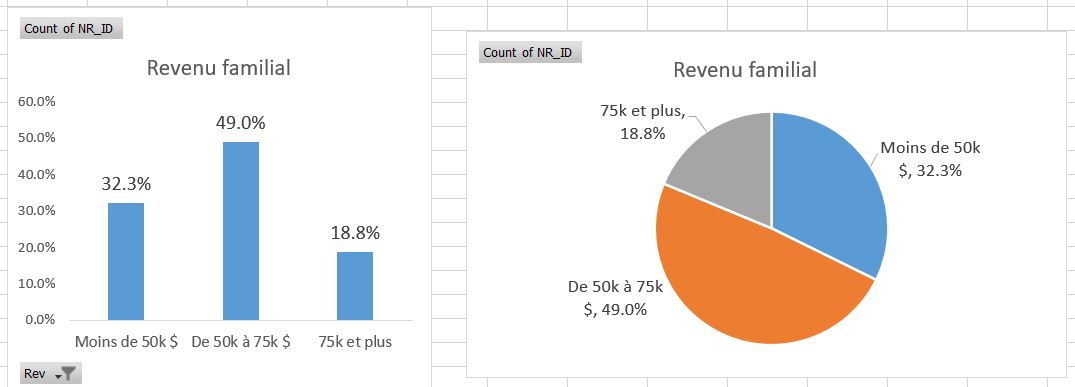 Count of NR_ID
Revenu familial
60.0%
50.0%
40.0%
30.0%
20.0%
10.0%
0.0%
32.3%
49.0%
18.8%
Moins de 50k $
De 50k à 75k $
75k et plus
Rev
Count of NR_ID
Revenu familial
75k et plus,
18.8%
Moins de 50k
$, 32.3%
De 50k à 75k
$, 49.0%